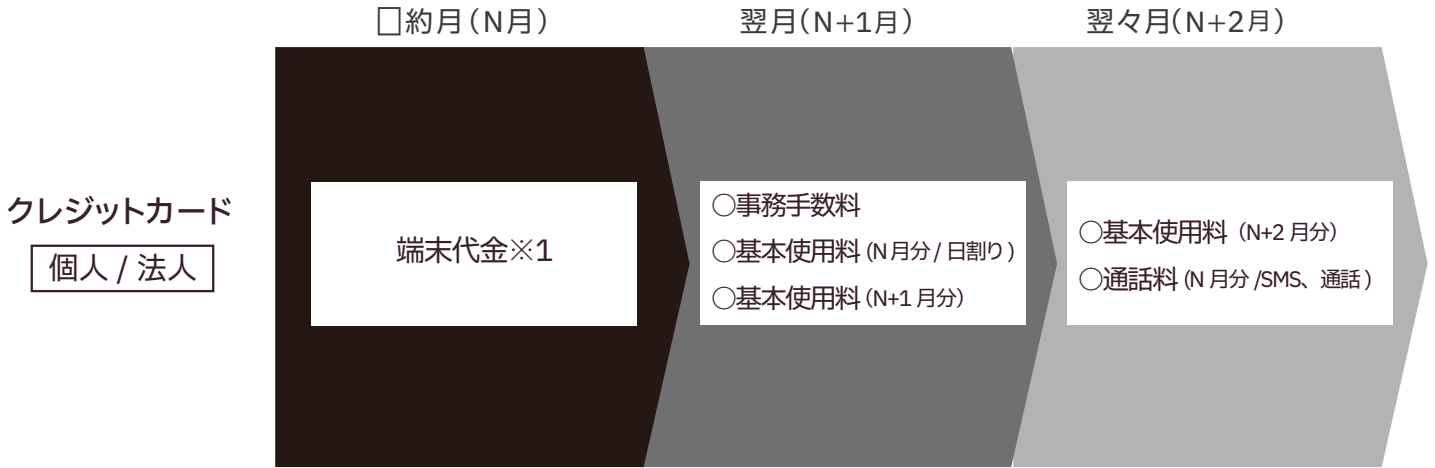 □約月(N月)
翌月(N+1月)
翌々月(N+2月)
クレジットカード
個人 / 法人
端末代金※1
○事務手数料
○基本使用料 (N月分 / 日割り)
○基本使用料 (N+1 月分)
○基本使用料 (N+2 月分)
○通話料 (N 月分 /SMS、通話 )